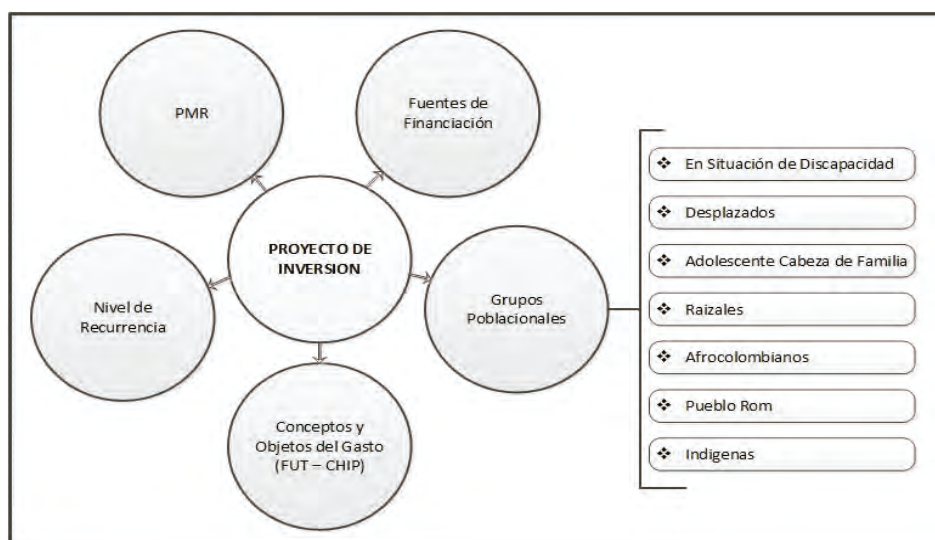 PMR
Fuentes de
Financiación
PROYECTO DE
INVERSION
Nivel de
Recurrencia
Grupos
Poblacionales
Conceptos y
Objetos del Gasto
(FUT – CHIP)
En Situación de Discapacidad
Desplazados
Adolescente Cabeza de Familia
Raizales
Afrocolombianos
Pueblo Rom
Indigenas